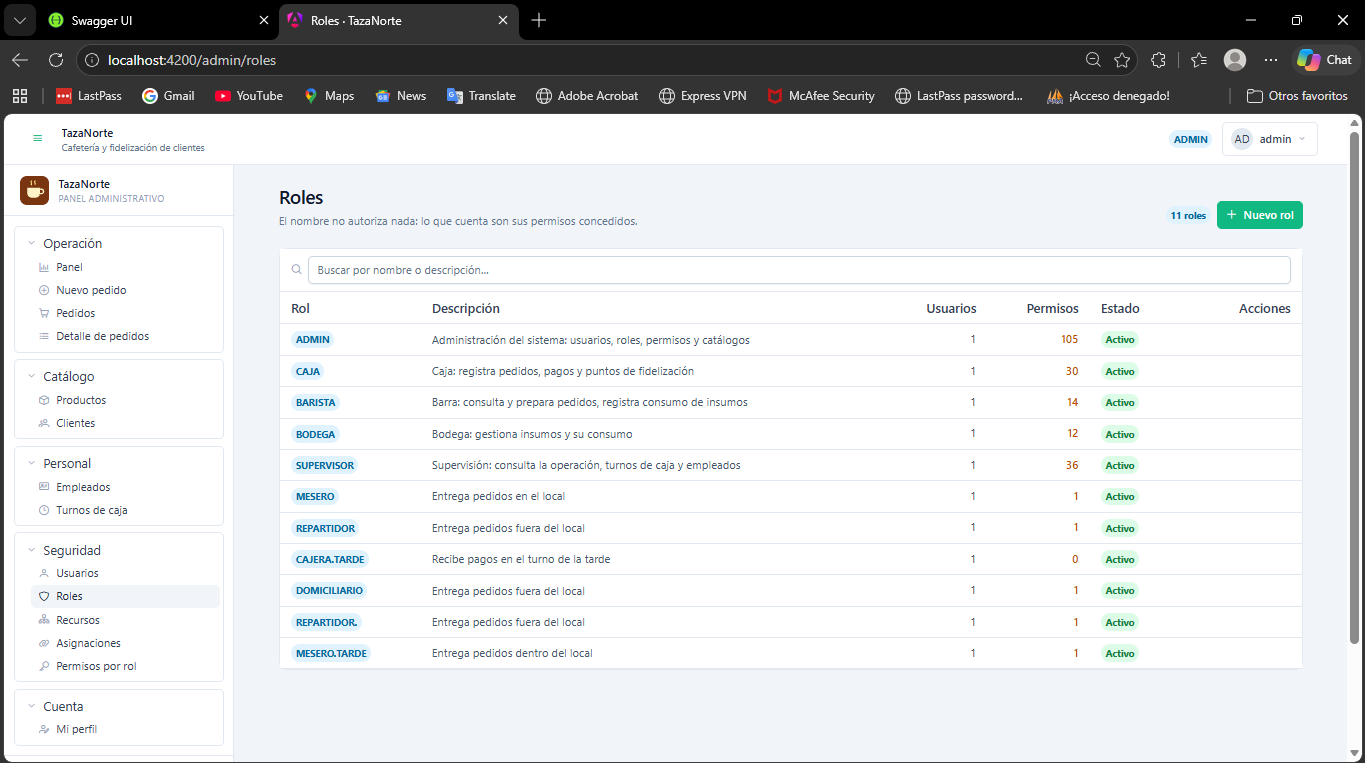 Swagger UI
Roles · TazaNorte
localhost:4200/admin/roles
Chat
LastPass
Gmail
YouTube
Maps
News
Translate
Adobe Acrobat
Express VPN
McAfee Security
LastPass password...
¡Acceso denegado!
Otros favoritos
TazaNorte
Cafetería y fidelización de clientes
ADMIN
AD admin
TazaNorte
PANEL ADMINISTRATIVO
Operación
Panel
Nuevo pedido
Pedidos
Detalle de pedidos
Catálogo
Productos
Clientes
Personal
Empleados
Turnos de caja
Seguridad
Usuarios
Roles
Recursos
Asignaciones
Permisos por rol
Cuenta
Mi perfil
Roles
El nombre no autoriza nada: lo que cuenta son sus permisos concedidos.
11 roles
+ Nuevo rol
Buscar por nombre o descripción...
Rol Descripción Usuarios Permisos Estado Acciones
ADMIN Administración del sistema: usuarios, roles, permisos y catálogos 1 105 Activo
CAJA Caja: registra pedidos, pagos y puntos de fidelización 1 30 Activo
BARISTA Barra: consulta y prepara pedidos, registra consumo de insumos 1 14 Activo
BODEGA Bodega: gestiona insumos y su consumo 1 12 Activo
SUPERVISOR Supervisión: consulta la operación, turnos de caja y empleados 1 36 Activo
MESERO Entrega pedidos en el local 1 1 Activo
REPARTIDOR Entrega pedidos fuera del local 1 1 Activo
CAJERA.TARDE Recibe pagos en el turno de la tarde 1 0 Activo
DOMICILIARIO Entrega pedidos fuera del local 1 1 Activo
REPARTIDOR. Entrega pedidos fuera del local 1 1 Activo
MESERO.TARDE Entrega pedidos dentro del local 1 1 Activo